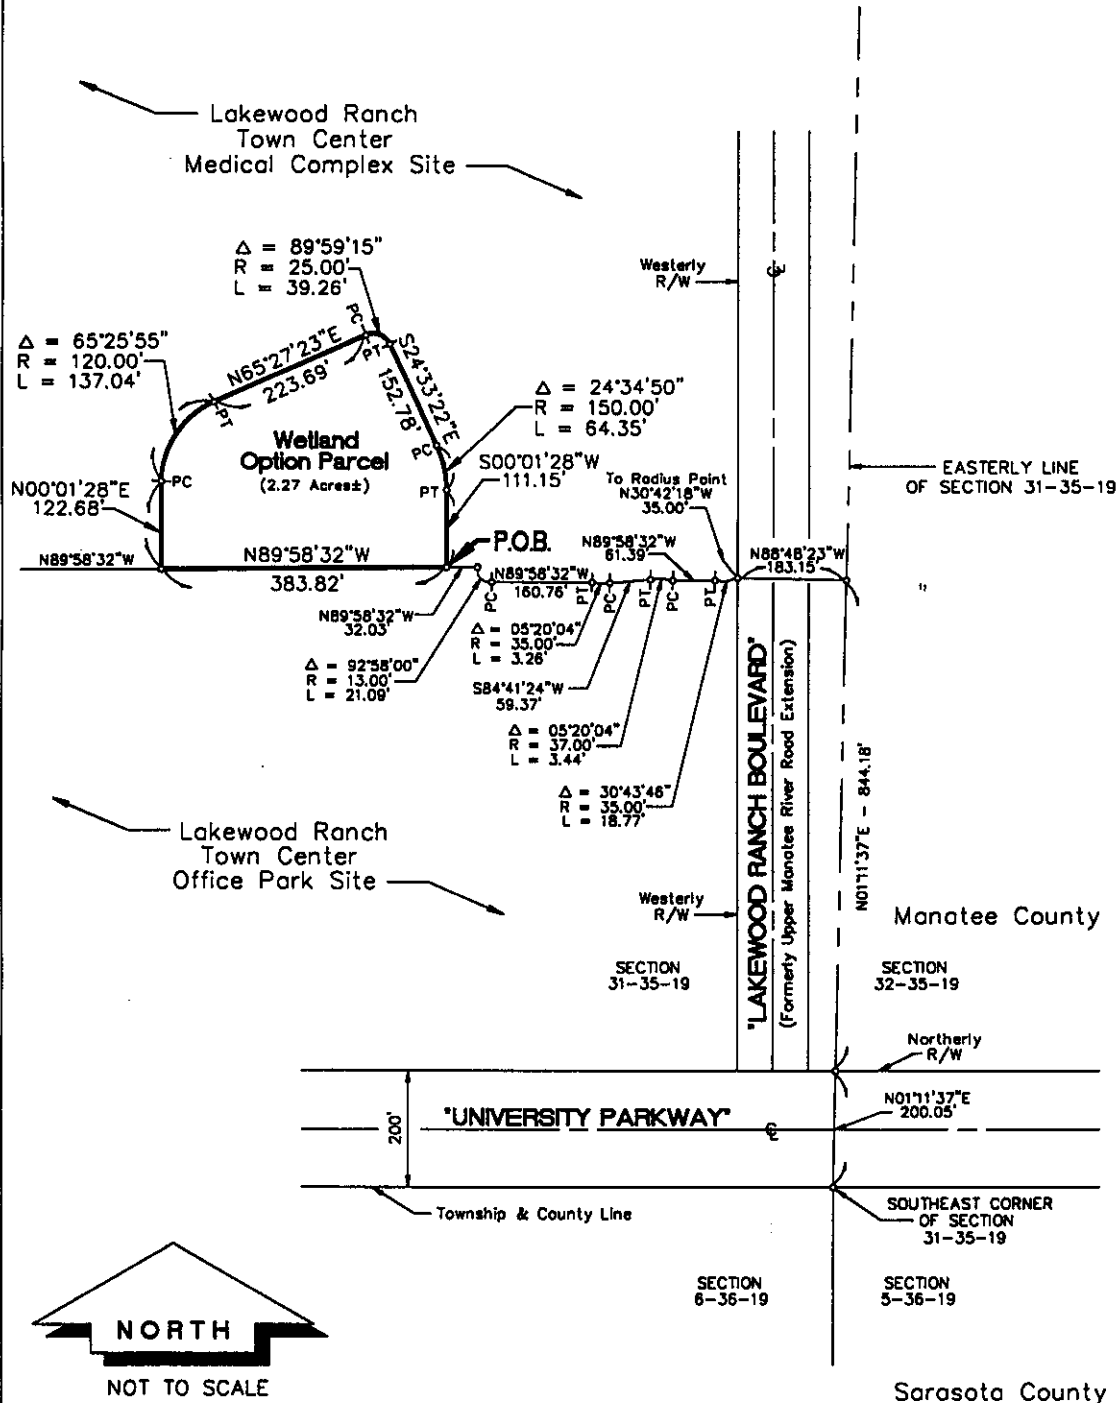 Lakewood Ranch
Town Center
Medical Complex Site
Δ = 89°59'15"
R = 25.00'
L = 39.26'
Westerly
R/W
℄
Δ = 65°25'55"
R = 120.00'
L = 137.04'
PC
PT
N65°27'23"E
223.69'
S24°33'22"E
152.78'
PT
Δ = 24°34'50"
R = 150.00'
L = 64.35'
Wetland
Option Parcel
(2.27 Acres±)
PC
PC
PT
S00°01'28"W
111.15'
N00°01'28"E
122.68'
To Radius Point
N30°42'18"W
35.00'
EASTERLY LINE
OF SECTION 31-35-19
P.O.B.
N89°58'32"W
N89°58'32"W
383.82'
N89°58'32"W
61.39'
N88°48'23"W
183.15'
N89°58'32"W
160.76'
PC
PT
PC
PT
PC
PT
N89°58'32"W
32.03'
Δ = 05°20'04"
R = 35.00'
L = 3.26'
Δ = 92°58'00"
R = 13.00'
L = 21.09'
S84°41'24"W
59.37'
Δ = 05°20'04"
R = 37.00'
L = 3.44'
Δ = 30°43'46"
R = 35.00'
L = 18.77'
"LAKEWOOD RANCH BOULEVARD"
(Formerly Upper Manatee River Road Extension)
N01°11'37"E - 844.18'
Lakewood Ranch
Town Center
Office Park Site
Westerly
R/W
Manatee County
SECTION
31-35-19
SECTION
32-35-19
Northerly
R/W
N01°11'37"E
200.05'
200'
"UNIVERSITY PARKWAY"
℄
Township & County Line
SOUTHEAST CORNER
OF SECTION
31-35-19
SECTION
6-36-19
SECTION
5-36-19
NORTH
NOT TO SCALE
Sarasota County